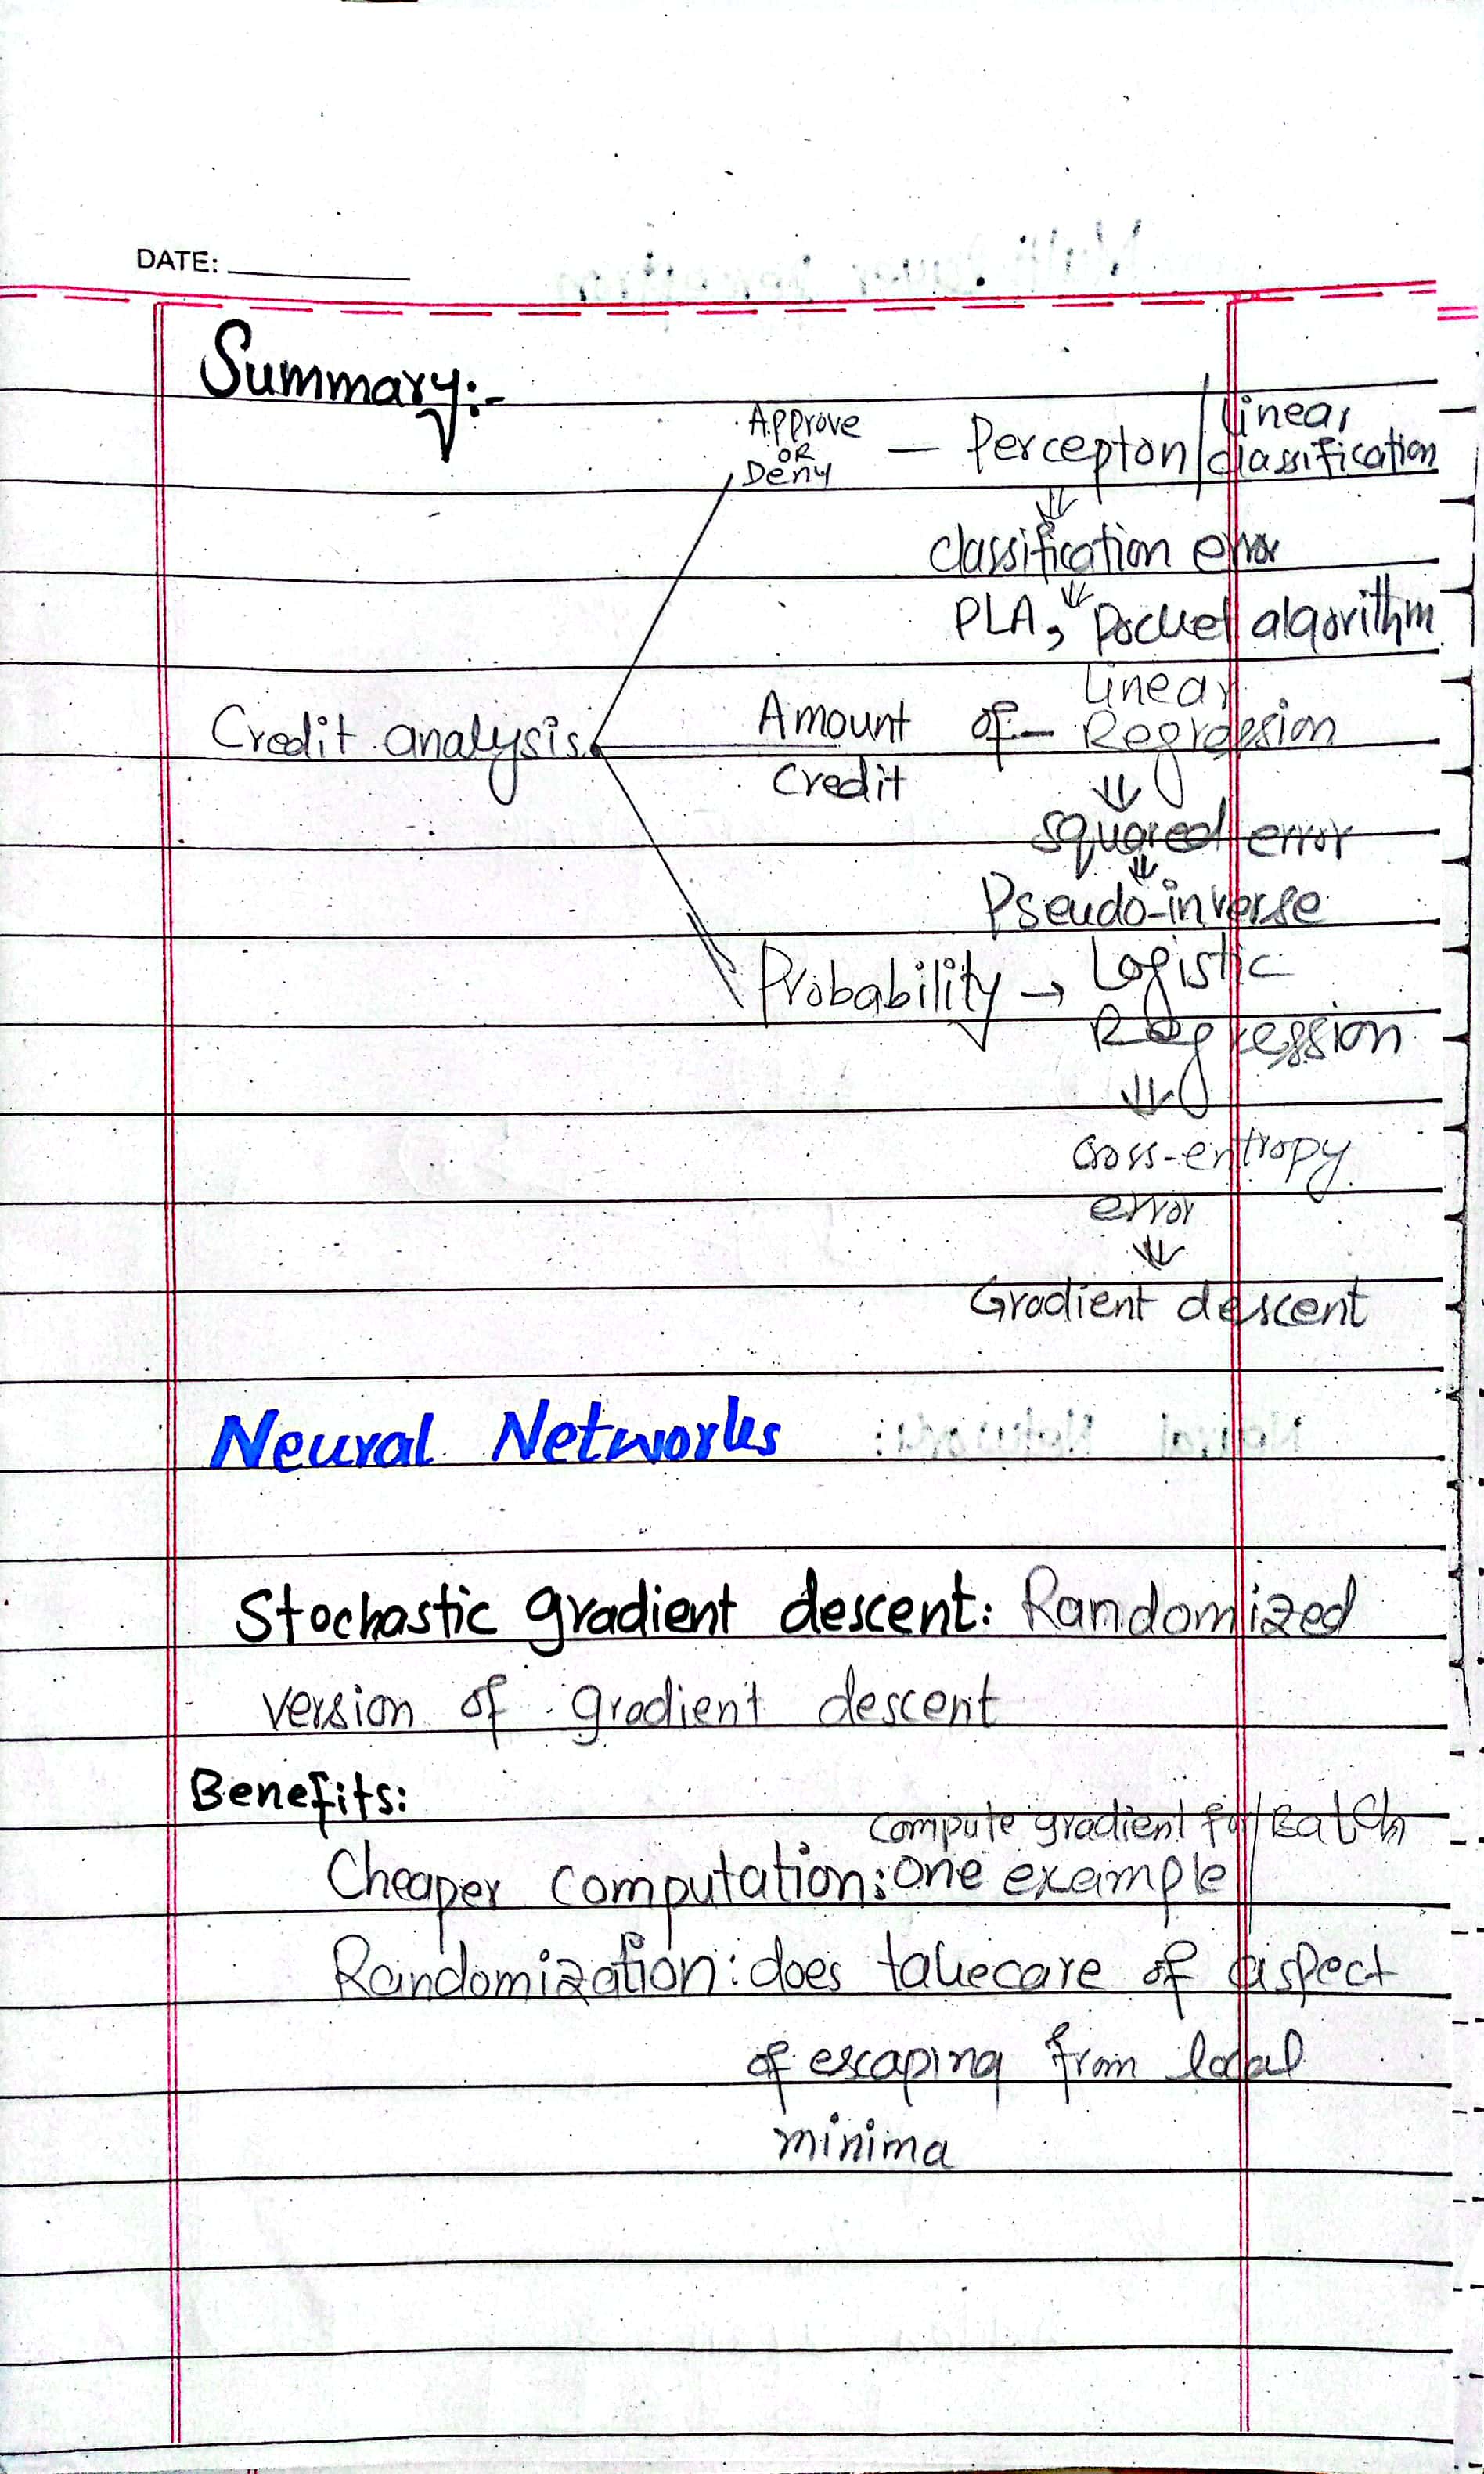 DATE:
Summary:-
Approve
OR
Deny
— Percepton / Linear
classification
⇓
classification error
⇓
PLA, Pocket algorithm
Credit analysis
Amount of —
Credit
Linear
Regression
⇓
squared error
⇓
Pseudo-inverse
Probability → Logistic
Regression
⇓
cross-entropy
error
⇓
Gradient descent
Neural Networks
Stochastic gradient descent: Randomized
version of gradient descent
Benefits:
compute gradient for / Batch
Cheaper computation: one example
Randomization: does takecare of aspect
of escaping from local
minima